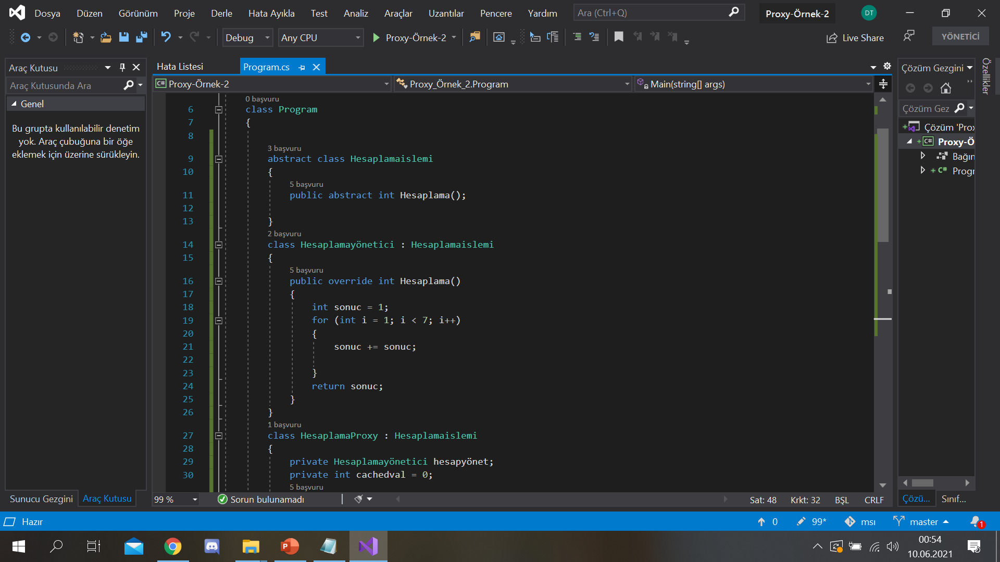 Dosya Düzen Görünüm Proje Derle Hata Ayıkla Test Analiz Araçlar Uzantılar Pencere Yardım Ara (Ctrl+Q) Proxy-Örnek-2 DT
Debug Any CPU Proxy-Örnek-2 Live Share YÖNETİCİ
Araç Kutusu
Araç Kutusunda Ara
Genel
Bu grupta kullanılabilir denetim
yok. Araç çubuğuna bir öğe
eklemek için üzerine sürükleyin.
Sunucu Gezgini Araç Kutusu
Hata Listesi Program.cs
C# Proxy-Örnek-2 Proxy_Örnek_2.Program Main(string[] args)
0 başvuru
6 class Program
7 {
8
3 başvuru
9 abstract class Hesaplamaislemi
10 {
5 başvuru
11 public abstract int Hesaplama();
12
13 }
2 başvuru
14 class Hesaplamayönetici : Hesaplamaislemi
15 {
5 başvuru
16 public override int Hesaplama()
17 {
18 int sonuc = 1;
19 for (int i = 1; i < 7; i++)
20 {
21 sonuc += sonuc;
22
23 }
24 return sonuc;
25 }
26 }
1 başvuru
27 class HesaplamaProxy : Hesaplamaislemi
28 {
29 private Hesaplamayönetici hesapyönet;
30 private int cachedval = 0;
5 başvuru
99 % Sorun bulunamadı Sat: 48 Krkt: 32 BŞL CRLF
Çözüm Gezgini
Çözüm Gez
Çözüm 'Prox
C# Proxy-Ö
Bağın
C# Progr
Çözü... Sınıf...
Özellikler
Hazır 0 99* msı master 1
P 00:54
10.06.2021